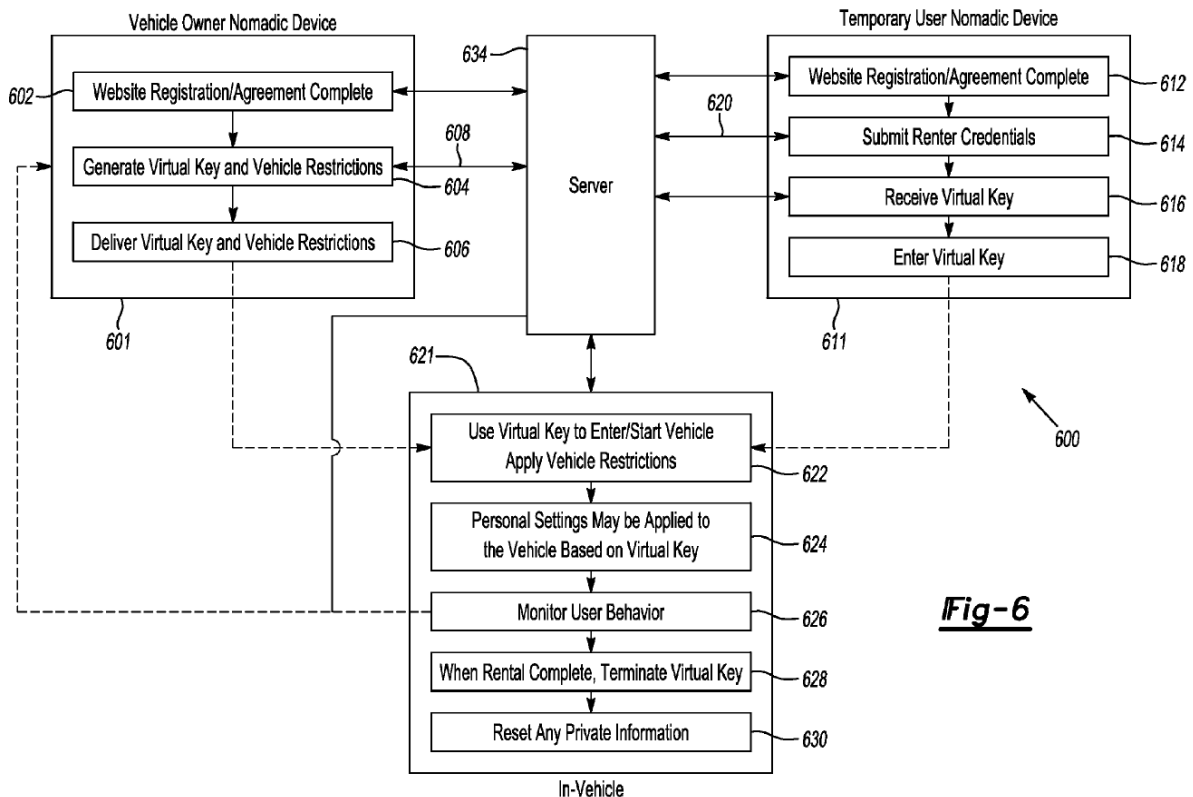 Vehicle Owner Nomadic Device
602
Website Registration/Agreement Complete
608
Generate Virtual Key and Vehicle Restrictions
604
Deliver Virtual Key and Vehicle Restrictions
606
601
634
Server
Temporary User Nomadic Device
Website Registration/Agreement Complete
612
620
Submit Renter Credentials
614
Receive Virtual Key
616
Enter Virtual Key
618
611
600
621
Use Virtual Key to Enter/Start Vehicle
Apply Vehicle Restrictions
622
Personal Settings May be Applied to
the Vehicle Based on Virtual Key
624
Monitor User Behavior
626
When Rental Complete, Terminate Virtual Key
628
Reset Any Private Information
630
In-Vehicle
Fig-6